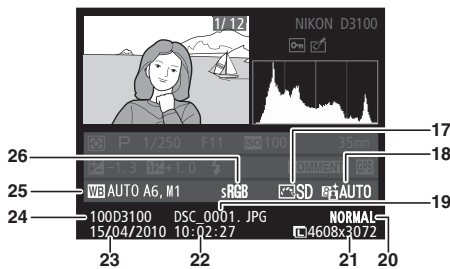 1/12 NIKON D3100
P 1/250 F11 ISO 100 35mm
-1.3 +1.0 COMMENT GPS
WB AUTO A6, M1 sRGB SD AUTO
100D3100 DSC_0001. JPG NORMAL
15/04/2010 10:02:27 L 4608x3072
17
18
19
20
21
22
23
24
25
26